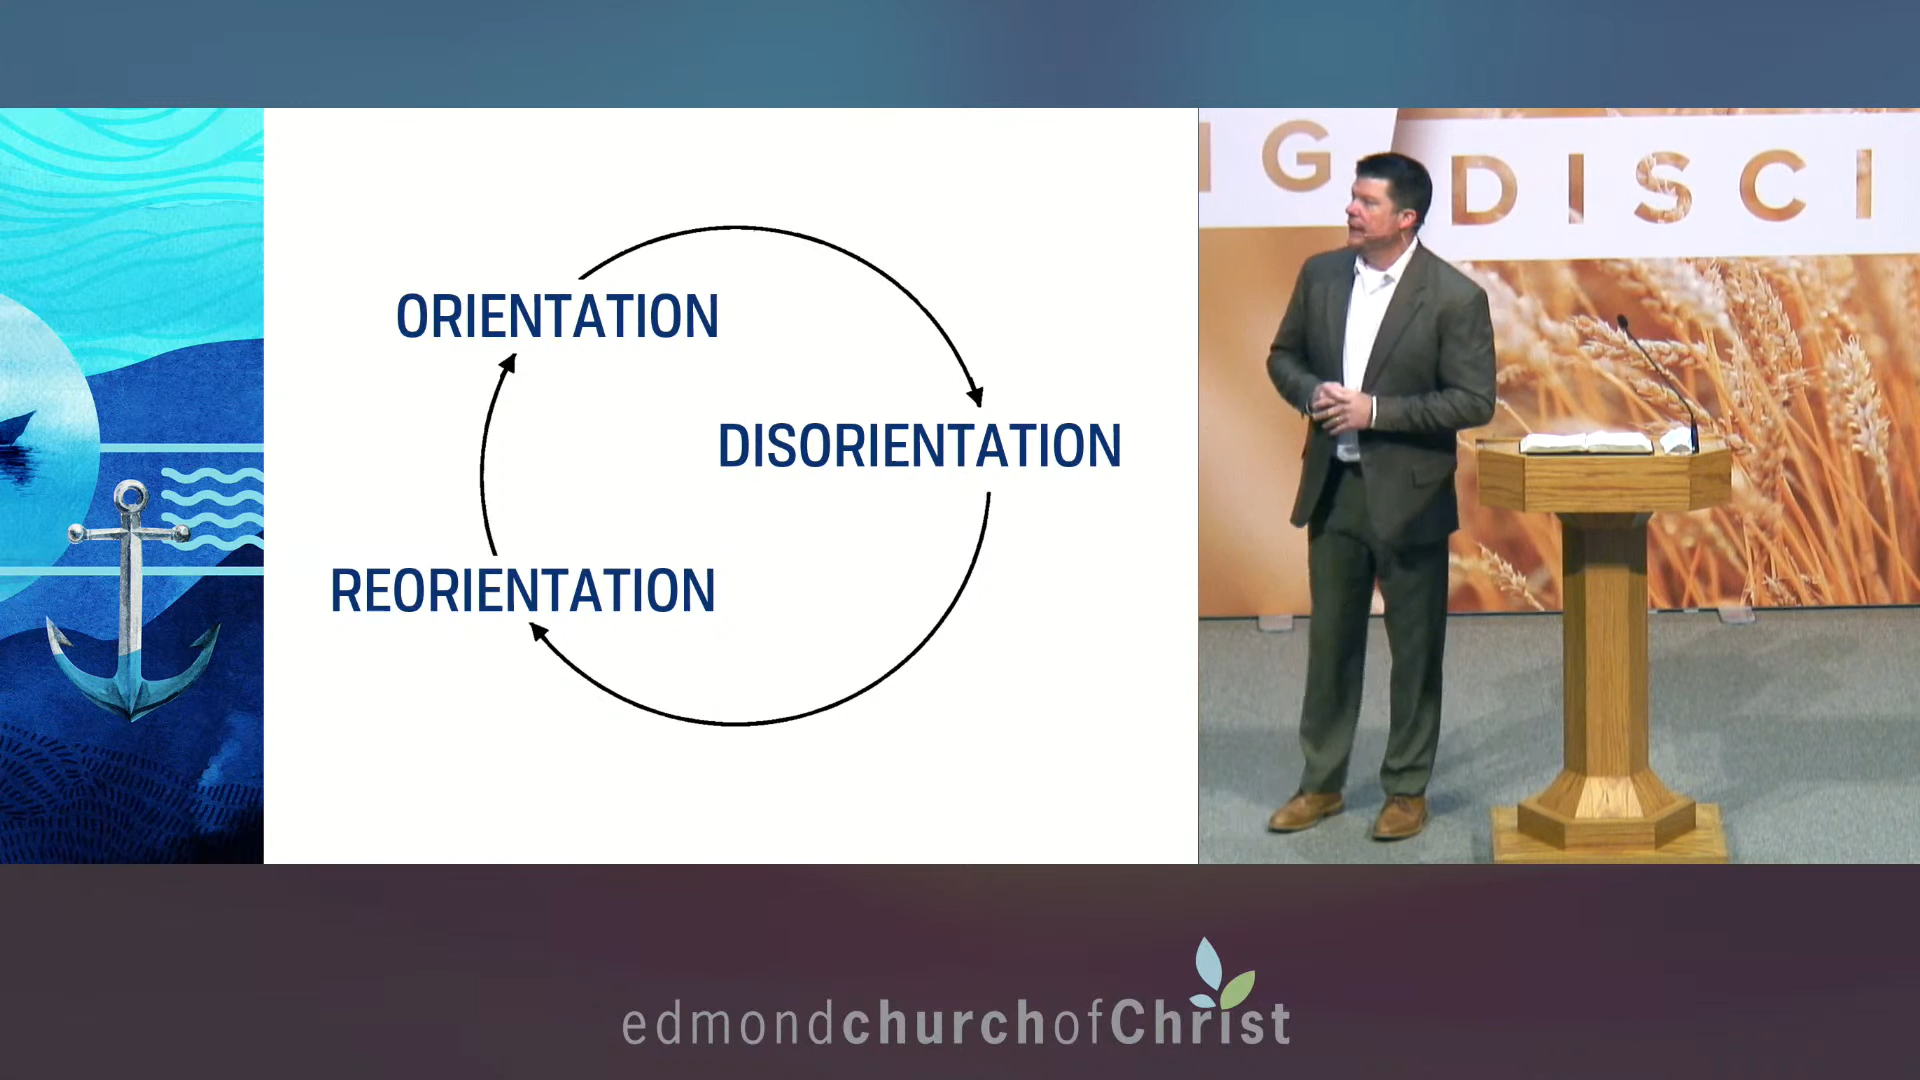 ORIENTATION
DISORIENTATION
REORIENTATION
G DISCI
edmondchurchofChrist